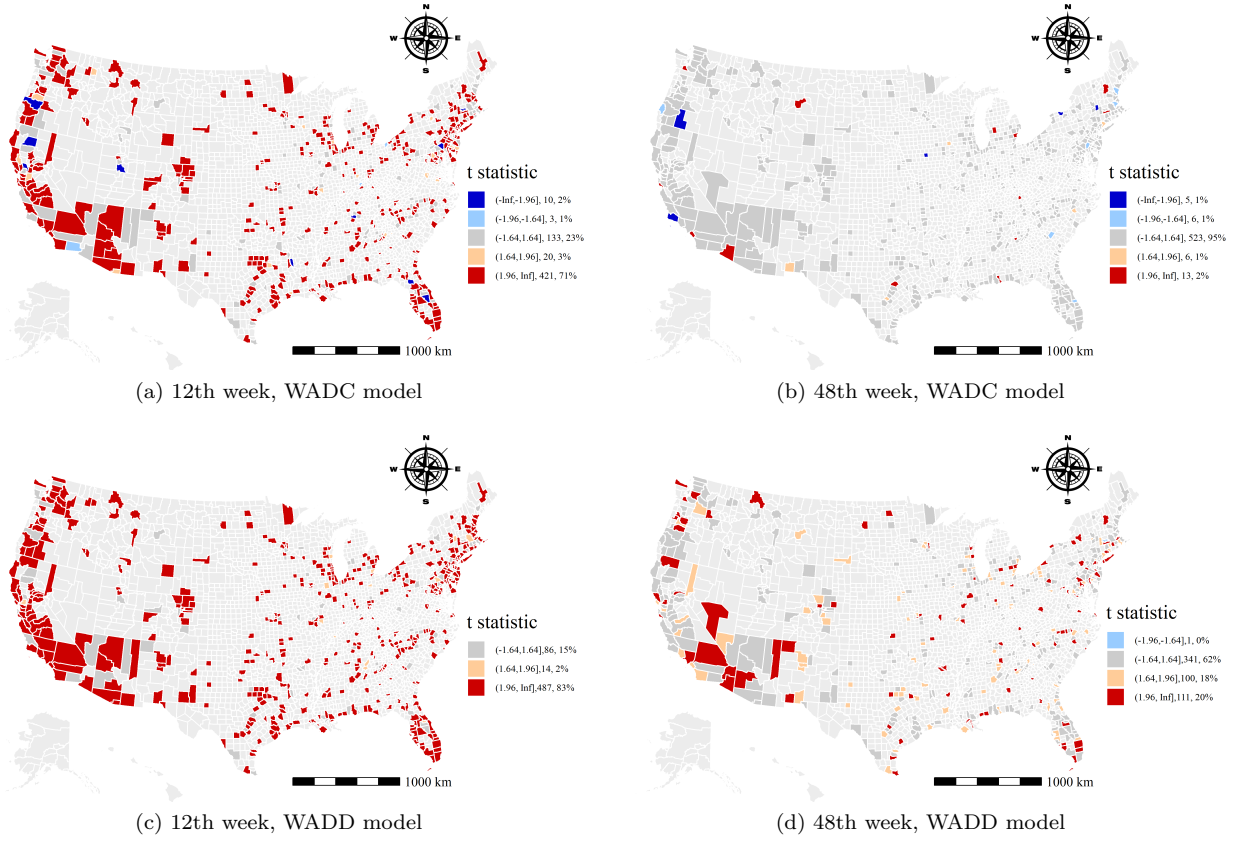 N
W E
S
t statistic
(-Inf,-1.96], 10, 2%
(-1.96,-1.64], 3, 1%
(-1.64,1.64], 133, 23%
(1.64,1.96], 20, 3%
(1.96, Inf], 421, 71%
1000 km
(a) 12th week, WADC model
N
W E
S
t statistic
(-Inf,-1.96], 5, 1%
(-1.96,-1.64], 6, 1%
(-1.64,1.64], 523, 95%
(1.64,1.96], 6, 1%
(1.96, Inf], 13, 2%
1000 km
(b) 48th week, WADC model
N
W E
S
t statistic
(-1.64,1.64],86, 15%
(1.64,1.96],14, 2%
(1.96, Inf],487, 83%
1000 km
(c) 12th week, WADD model
N
W E
S
t statistic
(-1.96,-1.64],1, 0%
(-1.64,1.64],341, 62%
(1.64,1.96],100, 18%
(1.96, Inf],111, 20%
1000 km
(d) 48th week, WADD model